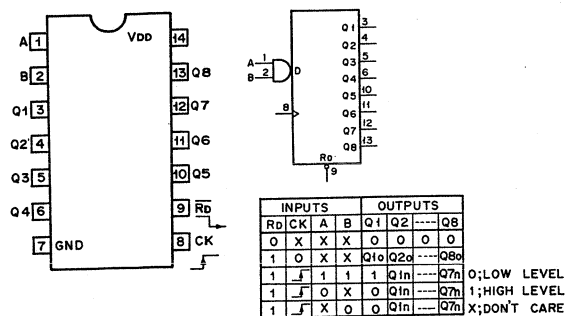 A 1 VDD 14
B 2 13 Q8
Q1 3 12 Q7
Q2 4 11 Q6
Q3 5 10 Q5
Q4 6 9 RD
7 GND 8 CK
A 1
B 2
D
8
Q1 3
Q2 4
Q3 5
Q4 6
Q5 10
Q6 11
Q7 12
Q8 13
RD
9
INPUTS OUTPUTS
RD CK A B Q1 Q2 ---- Q8
0 X X X 0 0 0 0
1 0 X X Q10 Q20 ---- Q80
1 1 1 1 Q1n ---- Q7n 0;LOW LEVEL
1 0 X 0 Q1n ---- Q7n 1;HIGH LEVEL
1 X 0 0 Q1n ---- Q7n X;DON'T CARE